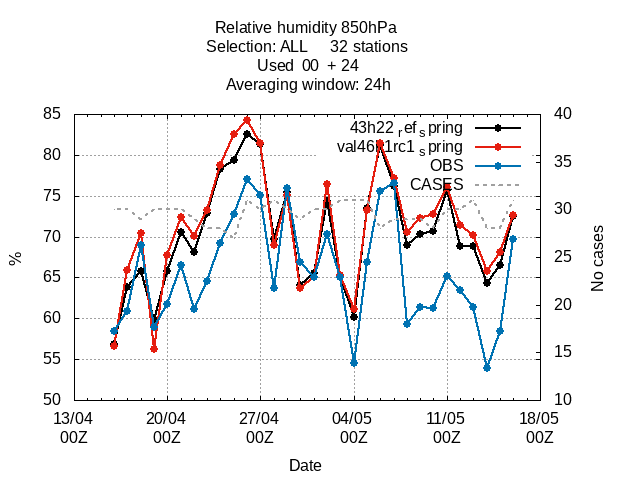 Relative humidity 850hPa
Selection: ALL 32 stations
Used 00 + 24
Averaging window: 24h
43h22_ref_spring
val46h1rc1_spring
OBS
CASES
85
80
75
70
65
60
55
50
%
40
35
30
25
20
15
10
No cases
13/04 00Z
20/04 00Z
27/04 00Z
04/05 00Z
11/05 00Z
18/05 00Z
Date